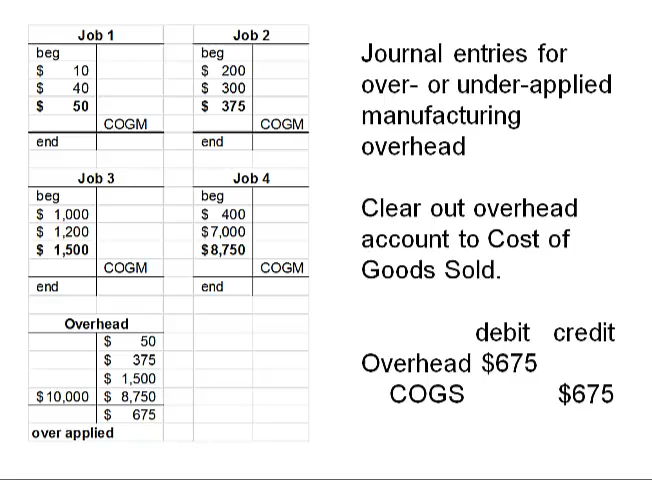 Job 1 Job 2
beg beg
$ 10 $ 200
$ 40 $ 300
$ 50 $ 375
COGM COGM
end end
Job 3 Job 4
beg beg
$ 1,000 $ 400
$ 1,200 $7,000
$ 1,500 $8,750
COGM COGM
end end
Overhead
$ 50
$ 375
$ 1,500
$10,000 $ 8,750
$ 675
over applied
Journal entries for
over- or under-applied
manufacturing
overhead
Clear out overhead
account to Cost of
Goods Sold.
debit credit
Overhead $675
COGS $675